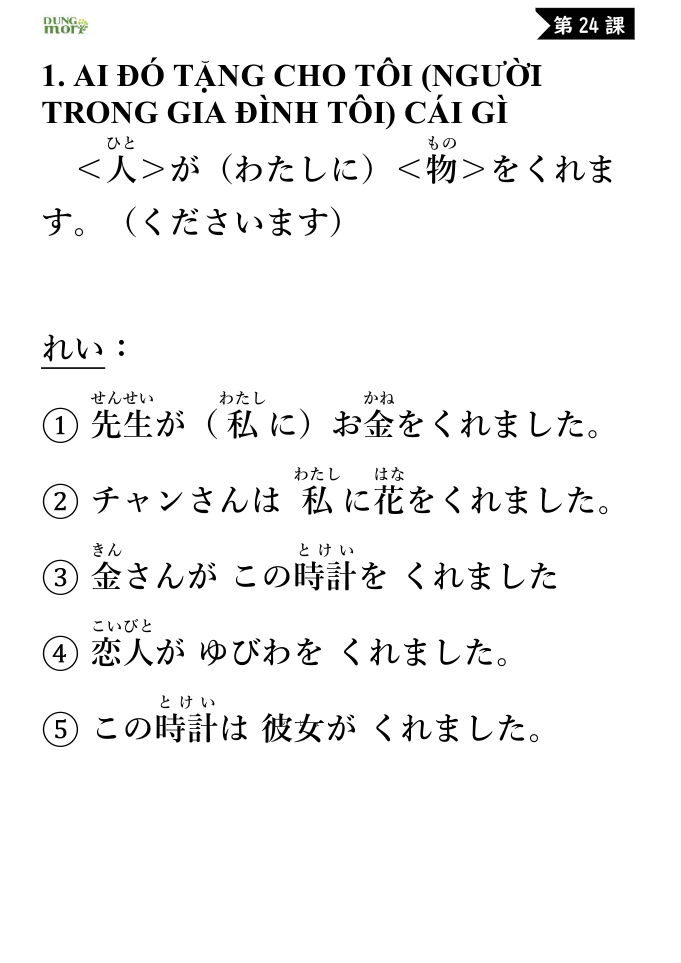 DUNG
mori
第 24 課
1. AI ĐÓ TẶNG CHO TÔI (NGƯỜI
TRONG GIA ĐÌNH TÔI) CÁI GÌ
ひと もの
＜人＞が（わたしに）＜物＞をくれま
す。（くださいます）
れい：
せんせい わたし かね
① 先生が（私に）お金をくれました。
わたし はな
② チャンさんは 私に花をくれました。
きん とけい
③ 金さんが この時計を くれました
こいびと
④ 恋人が ゆびわを くれました。
とけい
⑤ この時計は 彼女が くれました。